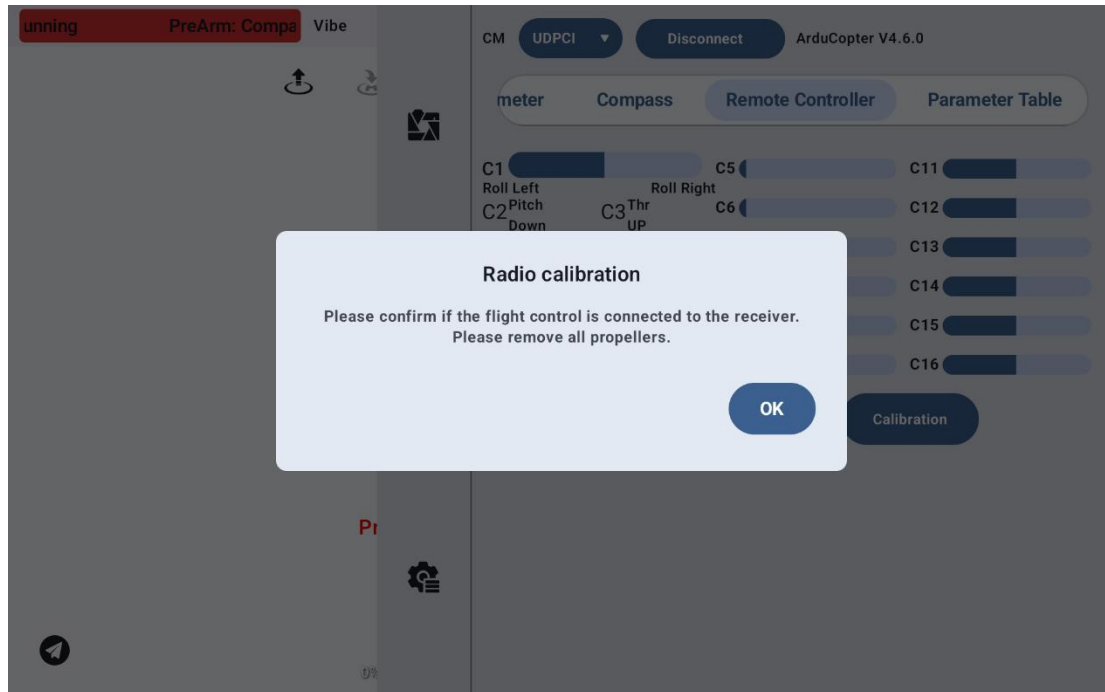 unning PreArm: Compa Vibe
CM UDPCI ▼ Disconnect ArduCopter V4.6.0
meter Compass Remote Controller Parameter Table
C1 C5 C11
Roll Left Roll Right
C2 Pitch Down C3 Thr UP C6 C12
C13
C14
C15
C16
Radio calibration
Please confirm if the flight control is connected to the receiver.
Please remove all propellers.
OK
Calibration
Pr
0%